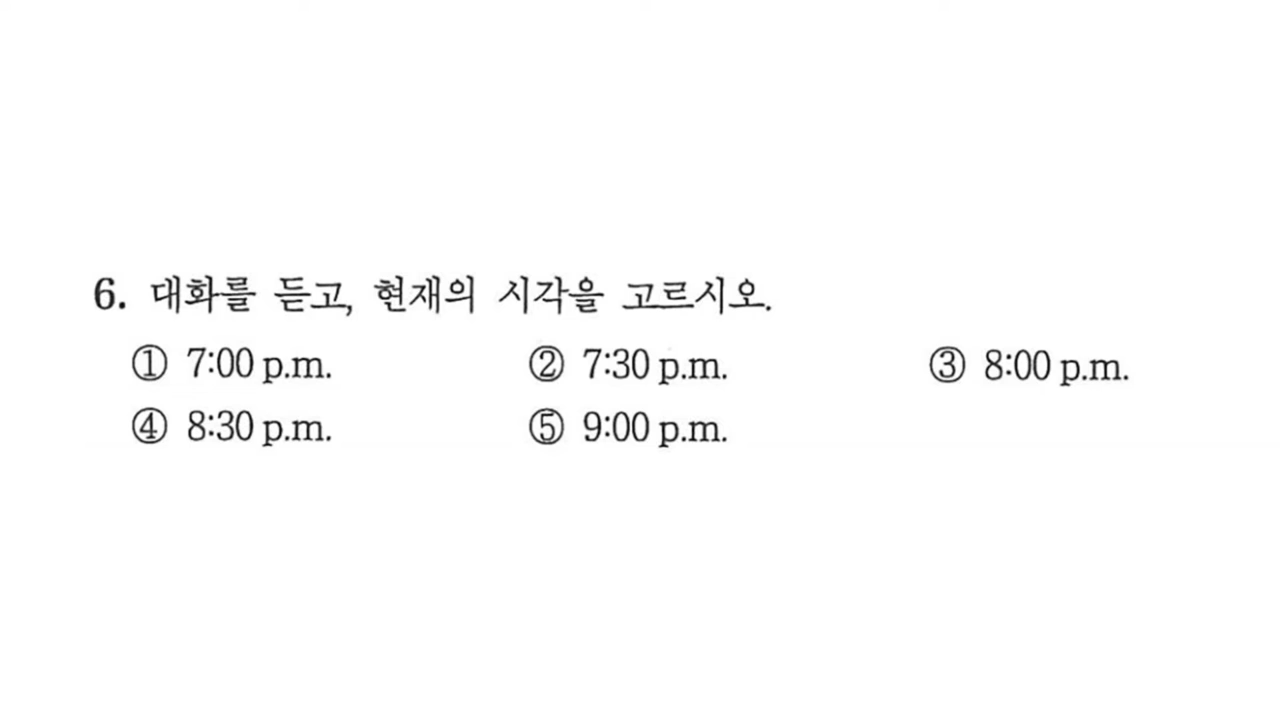 6. 대화를 듣고, 현재의 시각을 고르시오.
① 7:00 p.m. ② 7:30 p.m. ③ 8:00 p.m.
④ 8:30 p.m. ⑤ 9:00 p.m.